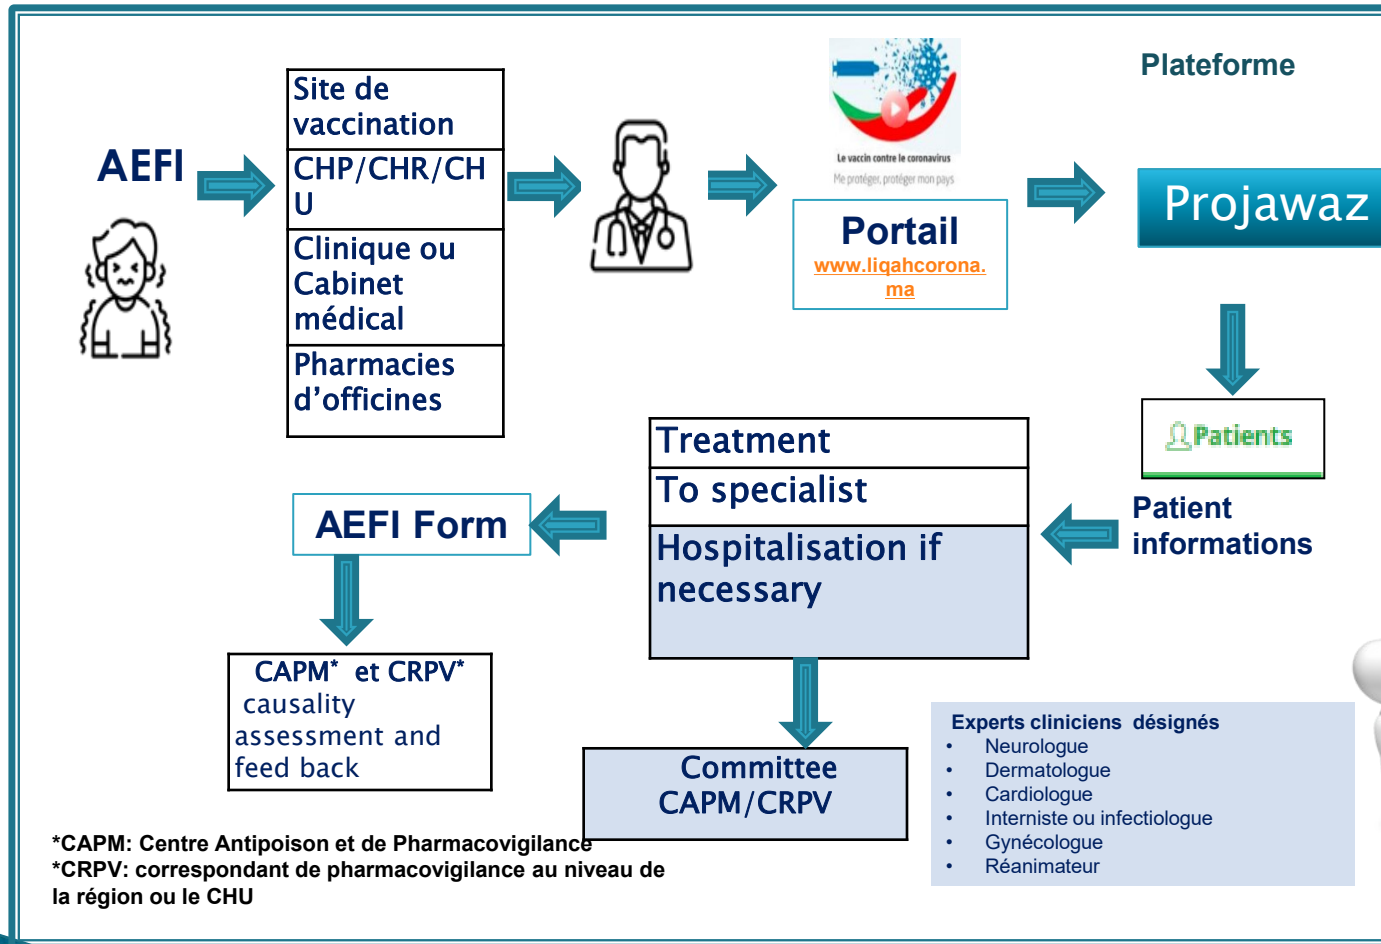 Plateforme
AEFI
Site de
vaccination
CHP/CHR/CH
U
Clinique ou
Cabinet
médical
Pharmacies
d’officines
Le vaccin contre le coronavirus
Me protéger, protéger mon pays
Portail
www.liqahcorona.
ma
Projawaz
Patients
Patient
informations
Treatment
To specialist
Hospitalisation if
necessary
AEFI Form
CAPM* et CRPV*
causality
assessment and
feed back
Committee
CAPM/CRPV
Experts cliniciens désignés
• Neurologue
• Dermatologue
• Cardiologue
• Interniste ou infectiologue
• Gynécologue
• Réanimateur
*CAPM: Centre Antipoison et de Pharmacovigilance
*CRPV: correspondant de pharmacovigilance au niveau de
la région ou le CHU